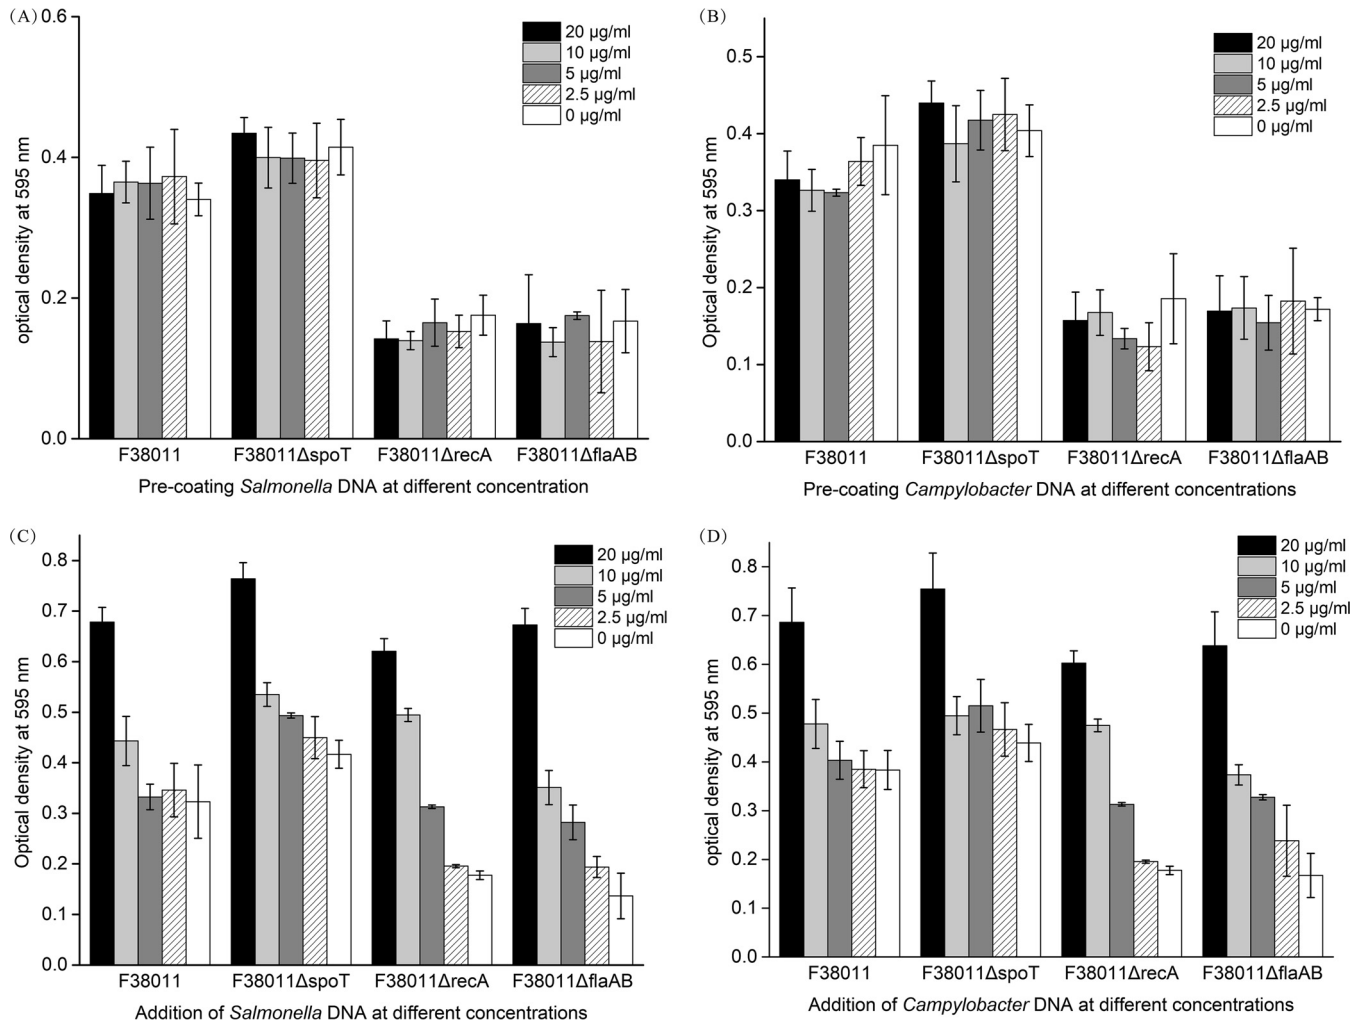 (A)
0.6
0.4
0.2
0.0
optical density at 595 nm
20 µg/ml
10 µg/ml
5 µg/ml
2.5 µg/ml
0 µg/ml
F38011
F38011ΔspoT
F38011ΔrecA
F38011ΔflaAB
Pre-coating Salmonella DNA at different concentration
(B)
0.5
0.4
0.3
0.2
0.1
0.0
Optical density at 595 nm
20 µg/ml
10 µg/ml
5 µg/ml
2.5 µg/ml
0 µg/ml
F38011
F38011ΔspoT
F38011ΔrecA
F38011ΔflaAB
Pre-coating Campylobacter DNA at different concentrations
(C)
0.8
0.7
0.6
0.5
0.4
0.3
0.2
0.1
0.0
Optical density at 595 nm
20 µg/ml
10 µg/ml
5 µg/ml
2.5 µg/ml
0 µg/ml
F38011
F38011ΔspoT
F38011ΔrecA
F38011ΔflaAB
Addition of Salmonella DNA at different concentrations
(D)
0.8
0.7
0.6
0.5
0.4
0.3
0.2
0.1
0.0
optical density at 595 nm
20 µg/ml
10 µg/ml
5 µg/ml
2.5 µg/ml
0 µg/ml
F38011
F38011ΔspoT
F38011ΔrecA
F38011ΔflaAB
Addition of Campylobacter DNA at different concentrations